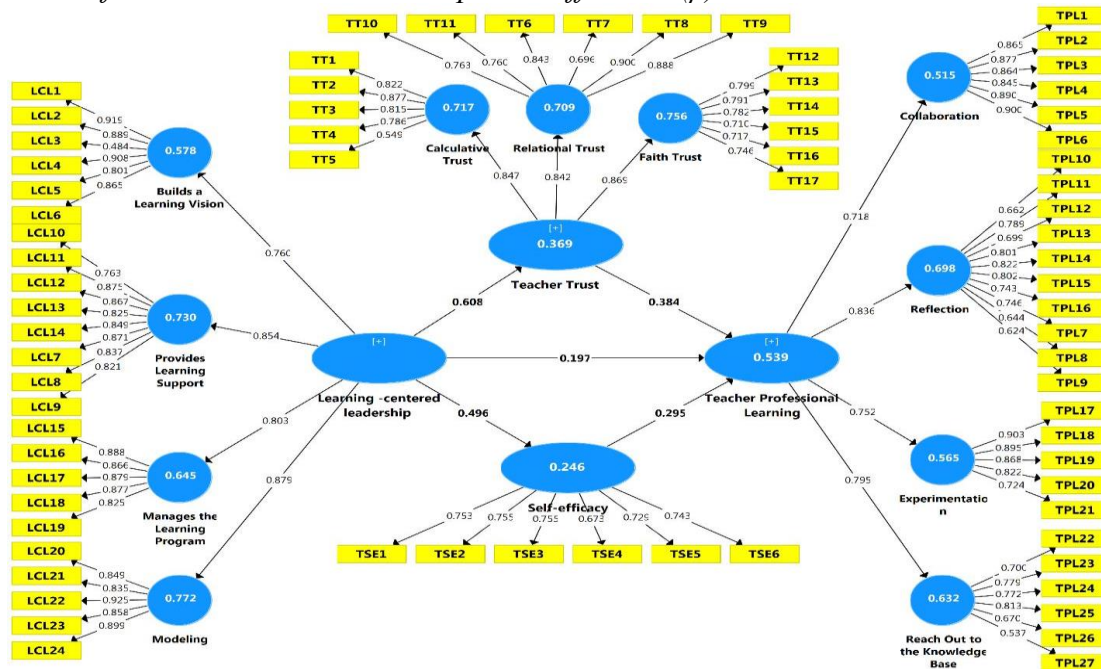 TT10 TT11 TT6 TT7 TT8 TT9
0.763 0.760 0.843 0.696 0.900 0.888
TT1
TT2
TT3
TT4
TT5
0.822
0.877
0.815
0.786
0.549
0.717
Calculative
Trust
0.709
Relational Trust
0.756
Faith Trust
TT12
TT13
TT14
TT15
TT16
TT17
0.799
0.791
0.782
0.710
0.717
0.746
0.847
0.842
0.869
[+]
0.369
Teacher Trust
LCL1
LCL2
LCL3
LCL4
LCL5
LCL6
0.919
0.889
0.484
0.908
0.801
0.865
0.578
Builds a
Learning Vision
LCL10
LCL11
LCL12
LCL13
LCL14
LCL7
LCL8
LCL9
0.763
0.875
0.867
0.825
0.849
0.871
0.837
0.821
0.730
Provides
Learning
Support
LCL15
LCL16
LCL17
LCL18
LCL19
0.888
0.866
0.879
0.877
0.825
0.645
Manages the
Learning
Program
LCL20
LCL21
LCL22
LCL23
LCL24
0.849
0.835
0.925
0.858
0.899
0.772
Modeling
0.760
0.854
0.803
0.879
[+]
Learning -centered
leadership
0.608
0.197
0.496
0.384
0.295
0.246
Self-efficacy
0.753 0.755 0.755 0.673 0.729 0.743
TSE1 TSE2 TSE3 TSE4 TSE5 TSE6
[+]
0.539
Teacher Professional
Learning
0.718
0.836
0.752
0.795
0.515
Collaboration
0.865
0.877
0.864
0.845
0.890
0.900
TPL1
TPL2
TPL3
TPL4
TPL5
TPL6
0.698
Reflection
0.662
0.789
0.699
0.801
0.822
0.802
0.743
0.746
0.644
0.624
TPL10
TPL11
TPL12
TPL13
TPL14
TPL15
TPL16
TPL7
TPL8
TPL9
0.565
Experimentatio
n
0.903
0.895
0.868
0.822
0.724
TPL17
TPL18
TPL19
TPL20
TPL21
0.632
Reach Out to
the Knowledge
Base
0.700
0.779
0.772
0.813
0.670
0.537
TPL22
TPL23
TPL24
TPL25
TPL26
TPL27